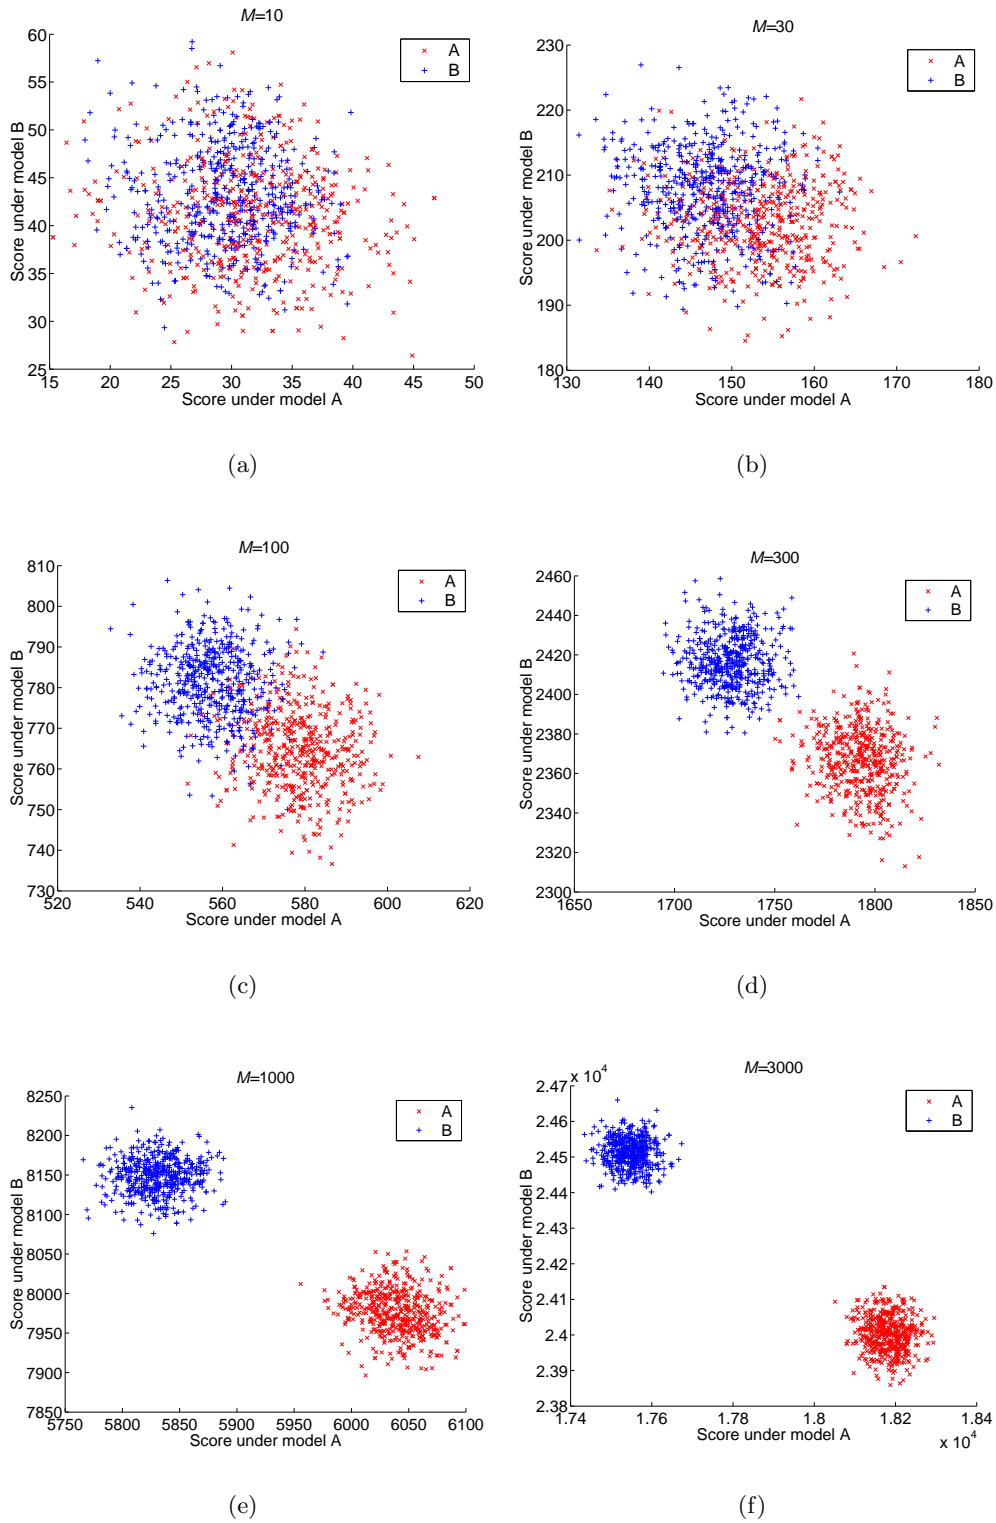 M=10
60
55
50
45
40
35
30
25
15 20 25 30 35 40 45 50
Score under model B
Score under model A
A
B
(a)
M=30
230
220
210
200
190
180
130 140 150 160 170 180
Score under model B
Score under model A
A
B
(b)
M=100
810
800
790
780
770
760
750
740
730
520 540 560 580 600 620
Score under model B
Score under model A
A
B
(c)
M=300
2460
2440
2420
2400
2380
2360
2340
2320
2300
1650 1700 1750 1800 1850
Score under model B
Score under model A
A
B
(d)
M=1000
8250
8200
8150
8100
8050
8000
7950
7900
7850
5750 5800 5850 5900 5950 6000 6050 6100
Score under model B
Score under model A
A
B
(e)
M=3000
x 10⁴
2.47
2.46
2.45
2.44
2.43
2.42
2.41
2.4
2.39
2.38
1.74 1.76 1.78 1.8 1.82 1.84
x 10⁴
Score under model B
Score under model A
A
B
(f)